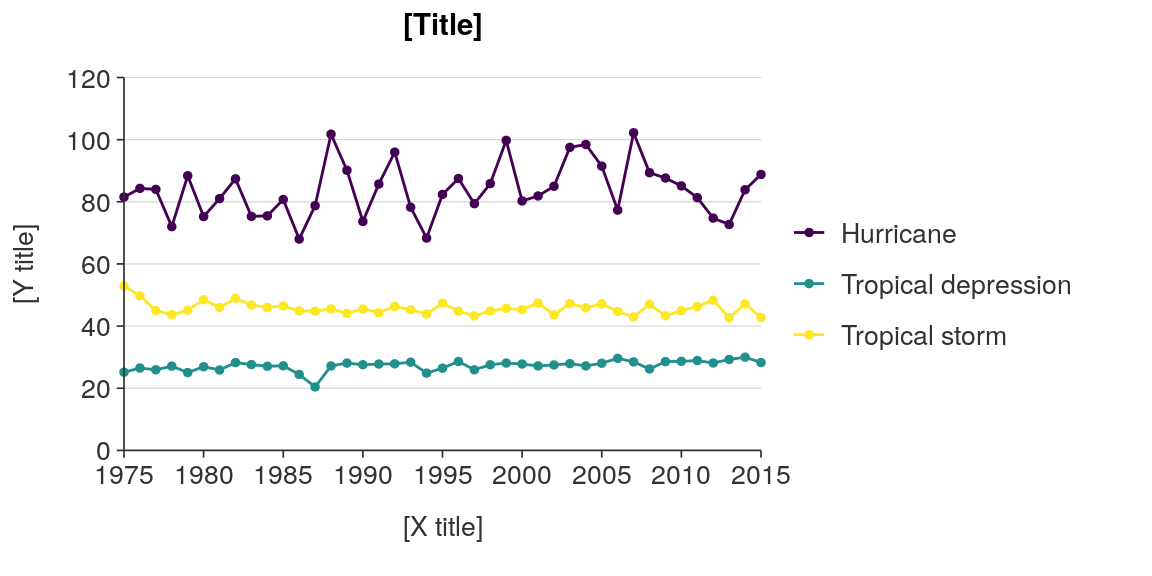 [Title]
120
100
80
60
40
20
0
[Y title]
1975 1980 1985 1990 1995 2000 2005 2010 2015
[X title]
Hurricane
Tropical depression
Tropical storm